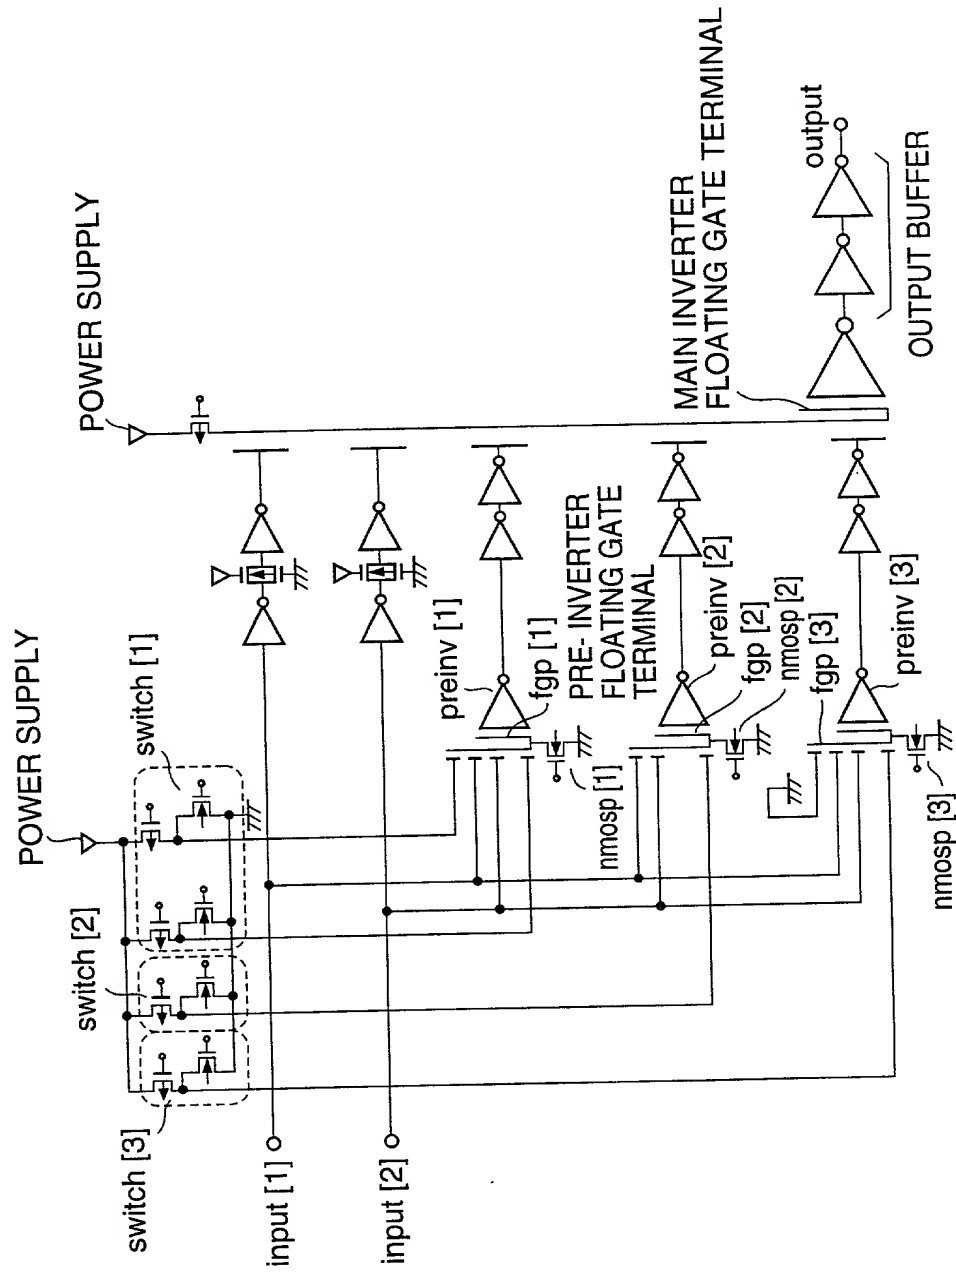 POWER SUPPLY
switch [1]
switch [2]
switch [3]
input [1]
input [2]
POWER SUPPLY
preinv [1]
fgp [1]
PRE- INVERTER
FLOATING GATE
TERMINAL
nmosp [1]
preinv [2]
fgp [2]
nmosp [2]
fgp [3]
preinv [3]
nmosp [3]
MAIN INVERTER
FLOATING GATE TERMINAL
output
OUTPUT BUFFER